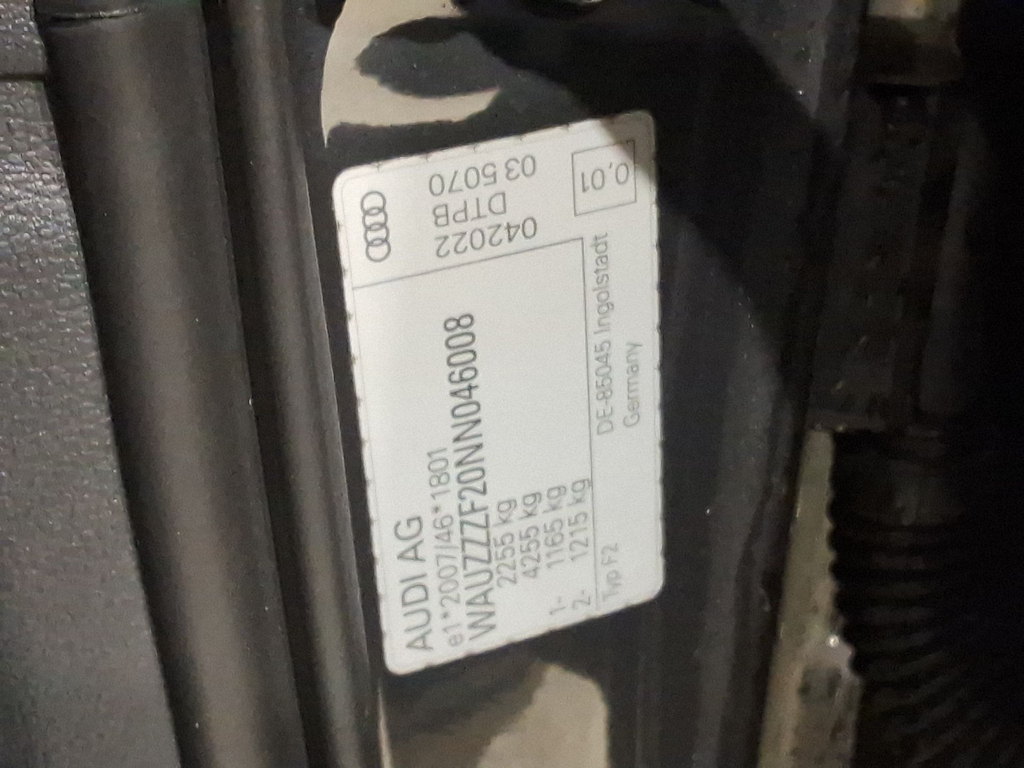 AUDI AG
e1*2007/46*1801
WAUZZZF20NN046008
2255 kg
4255 kg
1- 1165 kg
2- 1215 kg
Typ F2
DE-85045 Ingolstadt
Germany
042022
DTPB
03 5070
0,01